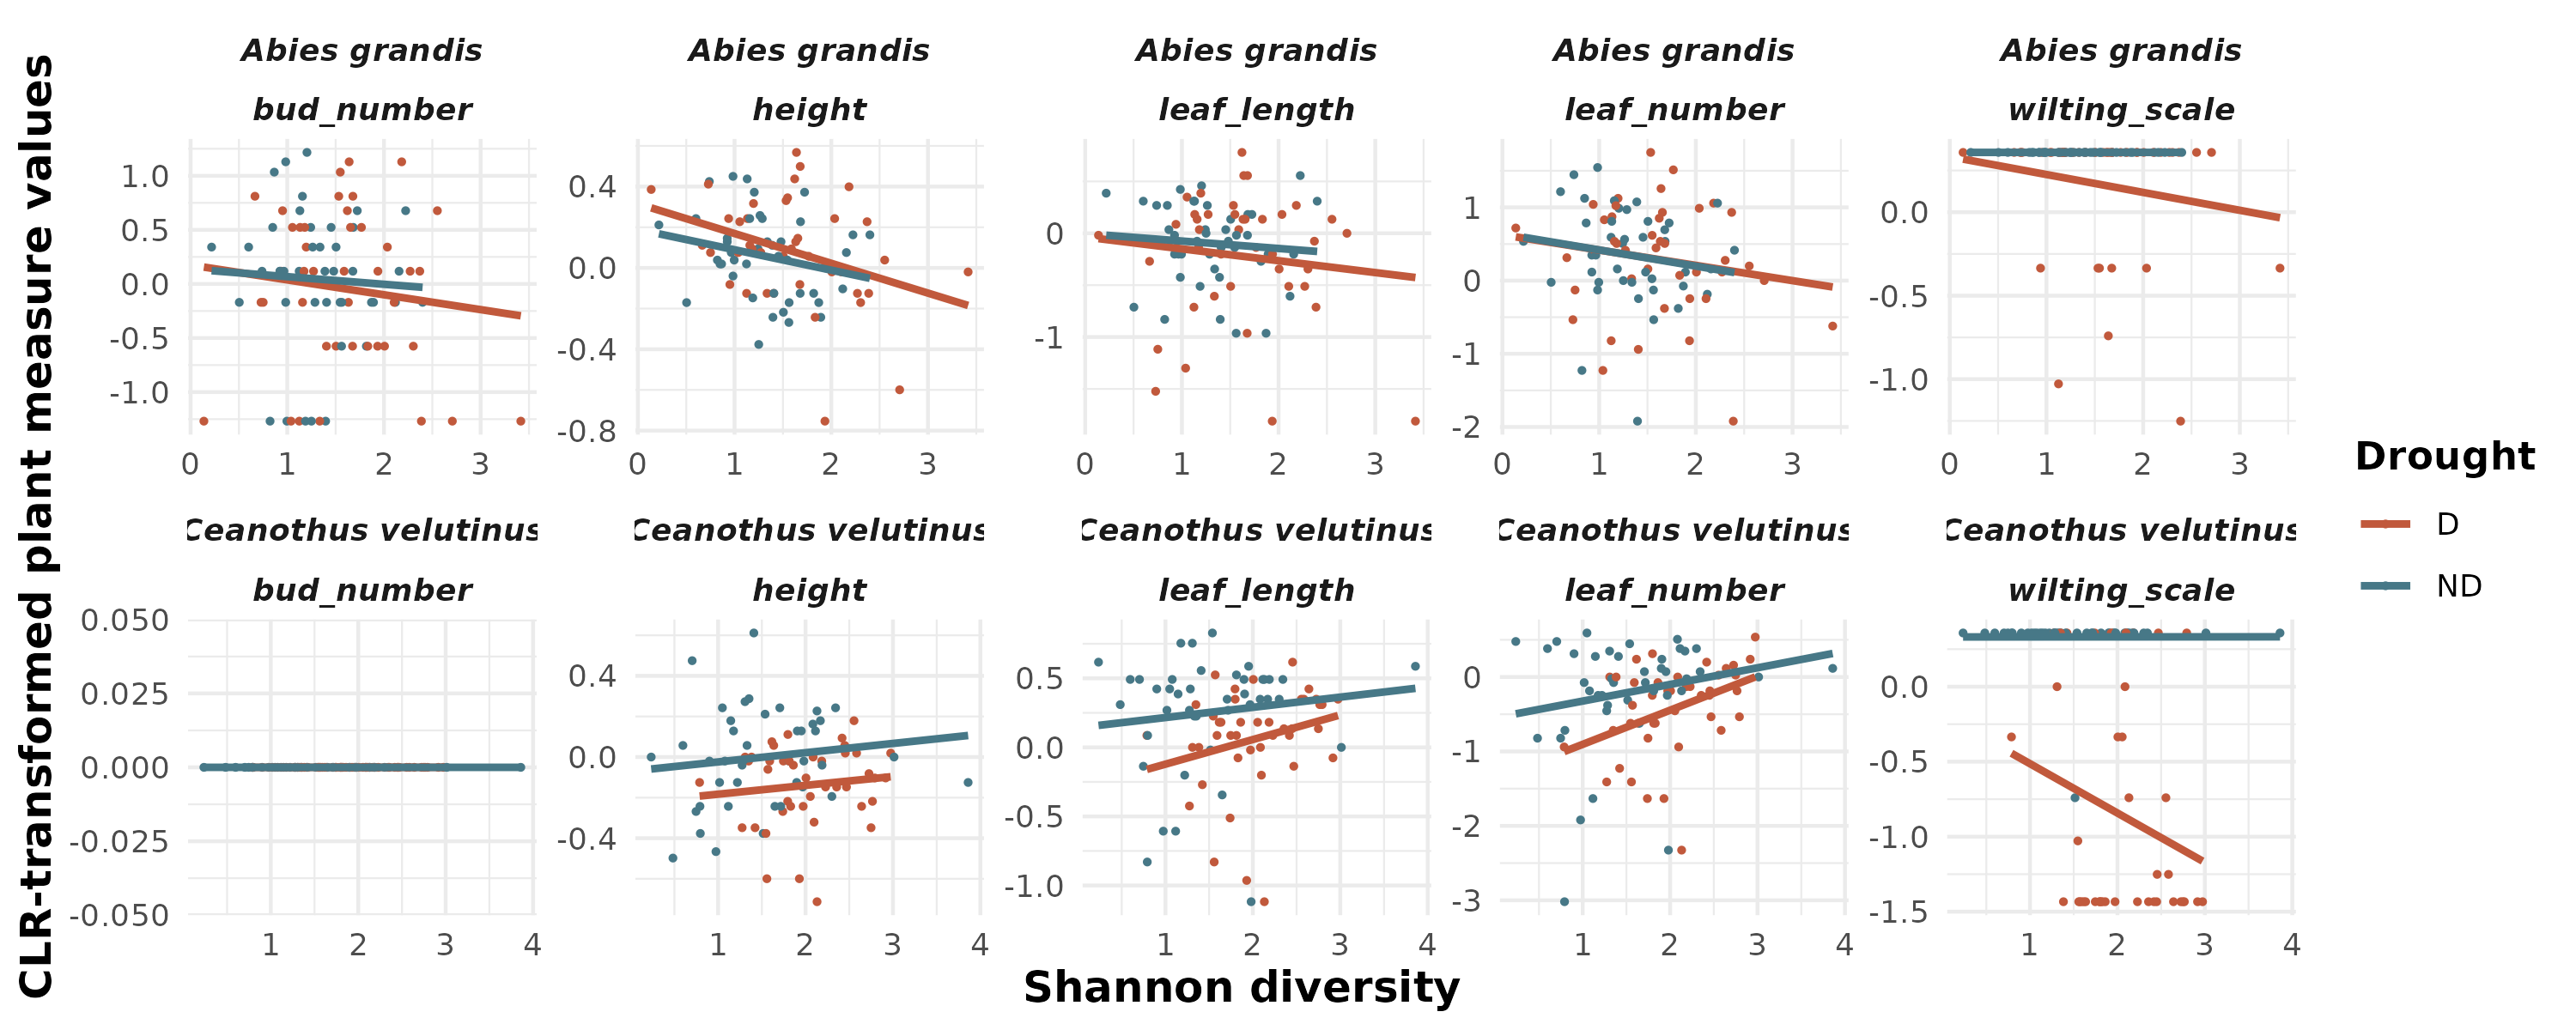 CLR-transformed plant measure values
Abies grandis
bud_number
1.0
0.5
0.0
-0.5
-1.0
0 1 2 3
Abies grandis
height
0.4
0.0
-0.4
-0.8
0 1 2 3
Abies grandis
leaf_length
0
-1
0 1 2 3
Abies grandis
leaf_number
1
0
-1
-2
0 1 2 3
Abies grandis
wilting_scale
0.0
-0.5
-1.0
0 1 2 3
Ceanothus velutinus
bud_number
0.050
0.025
0.000
-0.025
-0.050
1 2 3 4
Ceanothus velutinus
height
0.4
0.0
-0.4
1 2 3 4
Ceanothus velutinus
leaf_length
0.5
0.0
-0.5
-1.0
1 2 3 4
Ceanothus velutinus
leaf_number
0
-1
-2
-3
1 2 3 4
Ceanothus velutinus
wilting_scale
0.0
-0.5
-1.0
-1.5
1 2 3 4
Shannon diversity
Drought
D
ND